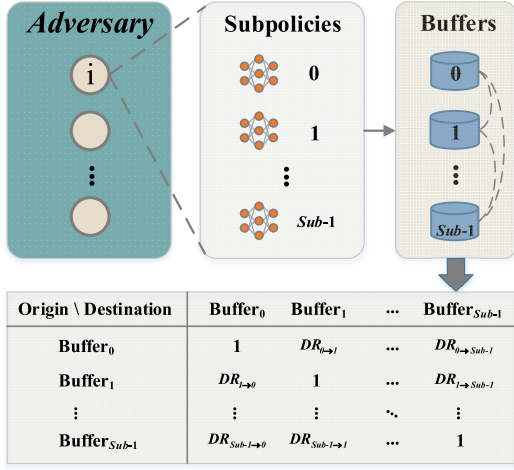 Adversary
i
Subpolicies
0
1
Sub-1
Buffers
0
1
Sub-1
Origin \ Destination Buffer0 Buffer1 ... BufferSub-1
Buffer0 1 DR0→1 ... DR0→Sub-1
Buffer1 DR1→0 1 ... DR1→Sub-1
⋮ ⋮ ⋮ ⋱ ⋮
BufferSub-1 DRSub-1→0 DRSub-1→1 ... 1